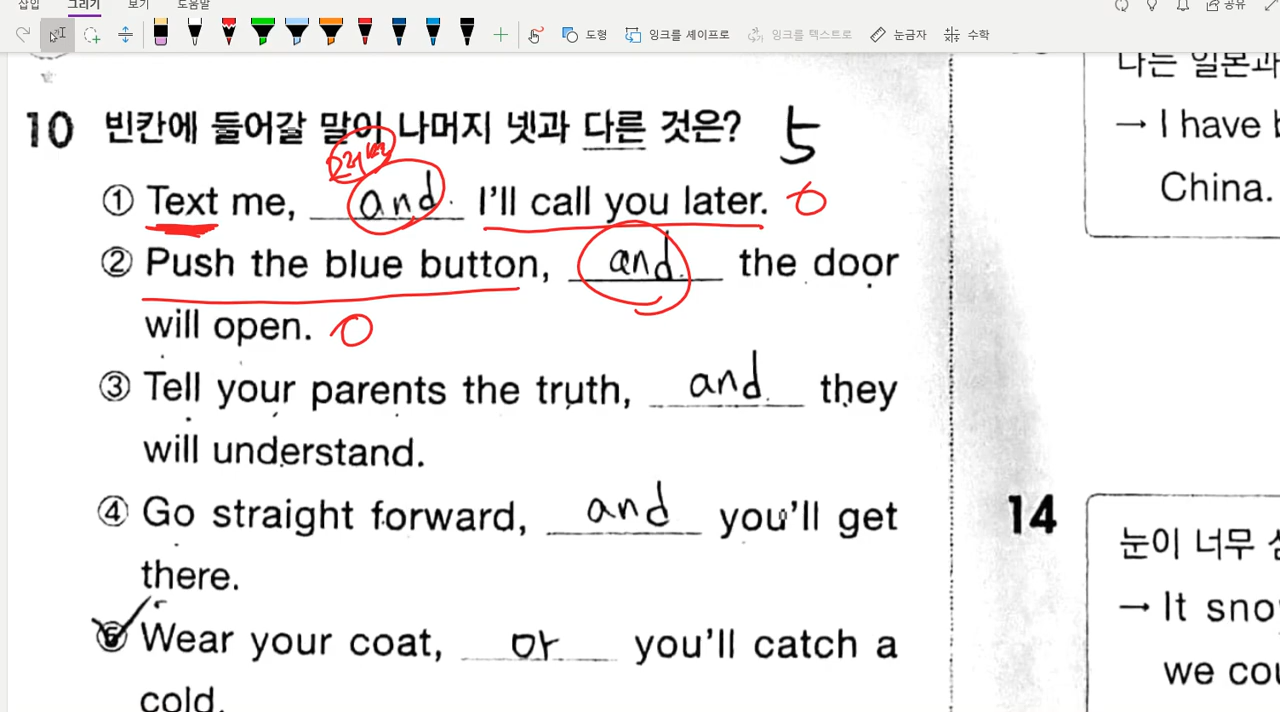 삽입 그리기 보기 도움말
공유
도형 잉크를 셰이프로 잉크를 텍스트로 눈금자 수학
10 빈칸에 들어갈 말이 나머지 넷과 다른 것은? 5
① Text me, and I'll call you later.
② Push the blue button, and the door
will open.
③ Tell your parents the truth, and they
will understand.
④ Go straight forward, and you'll get
there.
⑤ Wear your coat, or you'll catch a
cold.
나는 일본과
→ I have
China.
14
눈이 너무
→ It sno
we cou